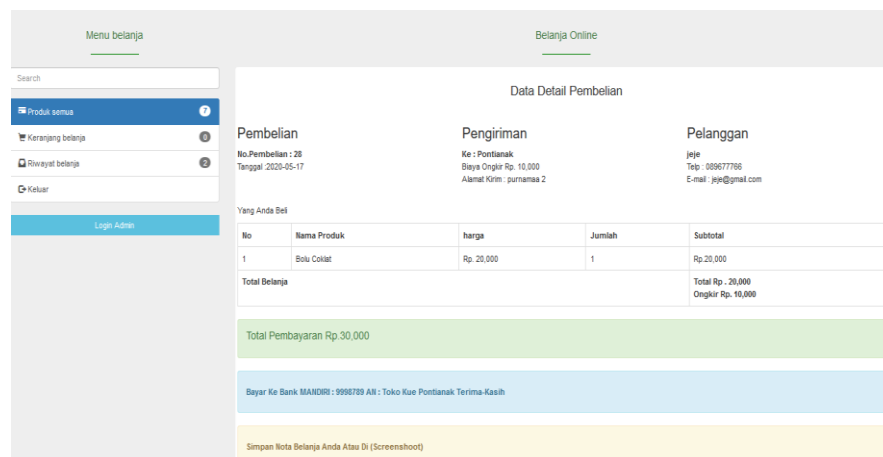 Menu belanja
Belanja Online
Search
Produk semua 7
Keranjang belanja 0
Riwayat belanja 2
Keluar
Login Admin
Data Detail Pembelian
Pembelian
No.Pembelian : 28
Tanggal :2020-05-17
Pengiriman
Ke : Pontianak
Biaya Ongkir Rp. 10,000
Alamat Kirim : purnamaa 2
Pelanggan
jeje
Telp : 089677766
E-mail : jeje@gmail.com
Yang Anda Beli
No Nama Produk harga Jumlah Subtotal
1 Bolu Coklat Rp. 20,000 1 Rp.20,000
Total Belanja Total Rp . 20,000
Ongkir Rp. 10,000
Total Pembayaran Rp.30,000
Bayar Ke Bank MANDIRI : 9998789 AN : Toko Kue Pontianak Terima-Kasih
Simpan Nota Belanja Anda Atau Di (Screenshoot)